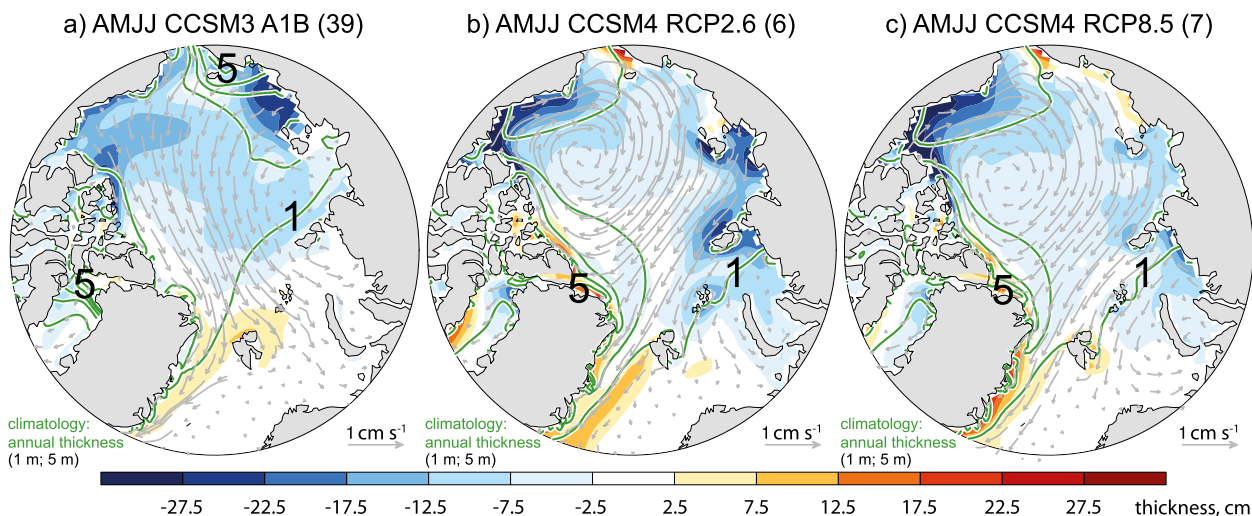 a) AMJJ CCSM3 A1B (39)
b) AMJJ CCSM4 RCP2.6 (6)
c) AMJJ CCSM4 RCP8.5 (7)
5
1
5
1
5
1
5
climatology:
annual thickness
(1 m; 5 m)
1 cm s-1
climatology:
annual thickness
(1 m; 5 m)
1 cm s-1
climatology:
annual thickness
(1 m; 5 m)
1 cm s-1
-27.5 -22.5 -17.5 -12.5 -7.5 -2.5 2.5 7.5 12.5 17.5 22.5 27.5 thickness, cm